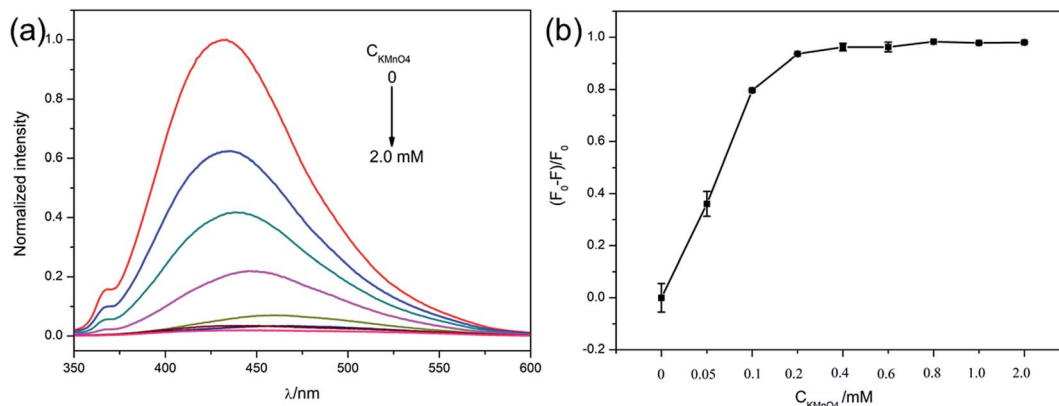 (a)
1.0
0.8
0.6
0.4
0.2
0.0
Normalized intensity
350 400 450 500 550 600
λ/nm
C_KMnO4
0
2.0 mM
(b)
1.0
0.8
0.6
0.4
0.2
0.0
-0.2
(F₀-F)/F₀
0 0.05 0.1 0.2 0.4 0.6 0.8 1.0 2.0
C_KMnO4 /mM